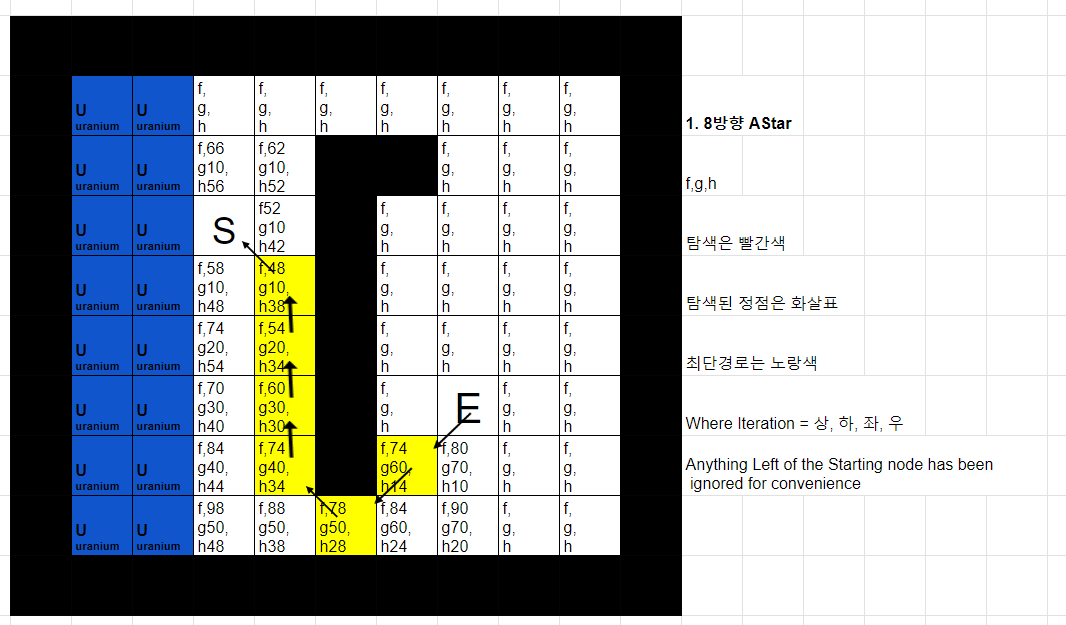 f, f, f, f, f, f, f,
U U g, g, g, g, g, g, g,
uranium uranium h h h h h h h
f,66 f,62 f, f, f,
U U g10, g10, g, g, g,
uranium uranium h56 h52 h h h
f52 f, f, f, f,
U U S g10 g, g, g, g,
uranium uranium h42 h h h h
f,58 f,48 f, f, f, f,
U U g10, g10, g, g, g, g,
uranium uranium h48 h38 h h h h
f,74 f,54 f, f, f, f,
U U g20, g20, g, g, g, g,
uranium uranium h54 h34 h h h h
f,70 f,60 f, f, f,
U U g30, g30, g, E g, g,
uranium uranium h40 h30 h h h
f,84 f,74 f,74 f,80 f, f,
U U g40, g40, g60, g70, g, g,
uranium uranium h44 h34 h14 h10 h h
f,98 f,88 f,78 f,84 f,90 f, f,
U U g50, g50, g50, g60, g70, g, g,
uranium uranium h48 h38 h28 h24 h20 h h
1. 8방향 AStar
f,g,h
탐색은 빨간색
탐색된 정점은 화살표
최단경로는 노랑색
Where Iteration = 상, 하, 좌, 우
Anything Left of the Starting node has been
ignored for convenience